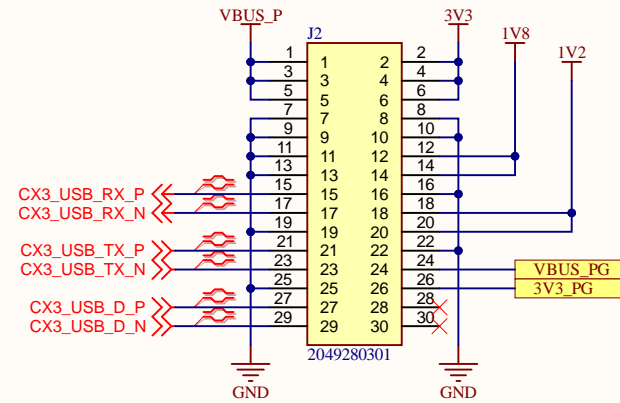 VBUS_P 3V3
J2 1V8
1V2
1 1 2 2
3 3 4 4
5 5 6 6
7 7 8 8
9 9 10 10
11 11 12 12
13 13 14 14
CX3_USB_RX_P 15 15 16 16
CX3_USB_RX_N 17 17 18 18
19 19 20 20
CX3_USB_TX_P 21 21 22 22
CX3_USB_TX_N 23 23 24 24 VBUS_PG
25 25 26 26 3V3_PG
CX3_USB_D_P 27 27 28 28
CX3_USB_D_N 29 29 30 30
2049280301
GND GND